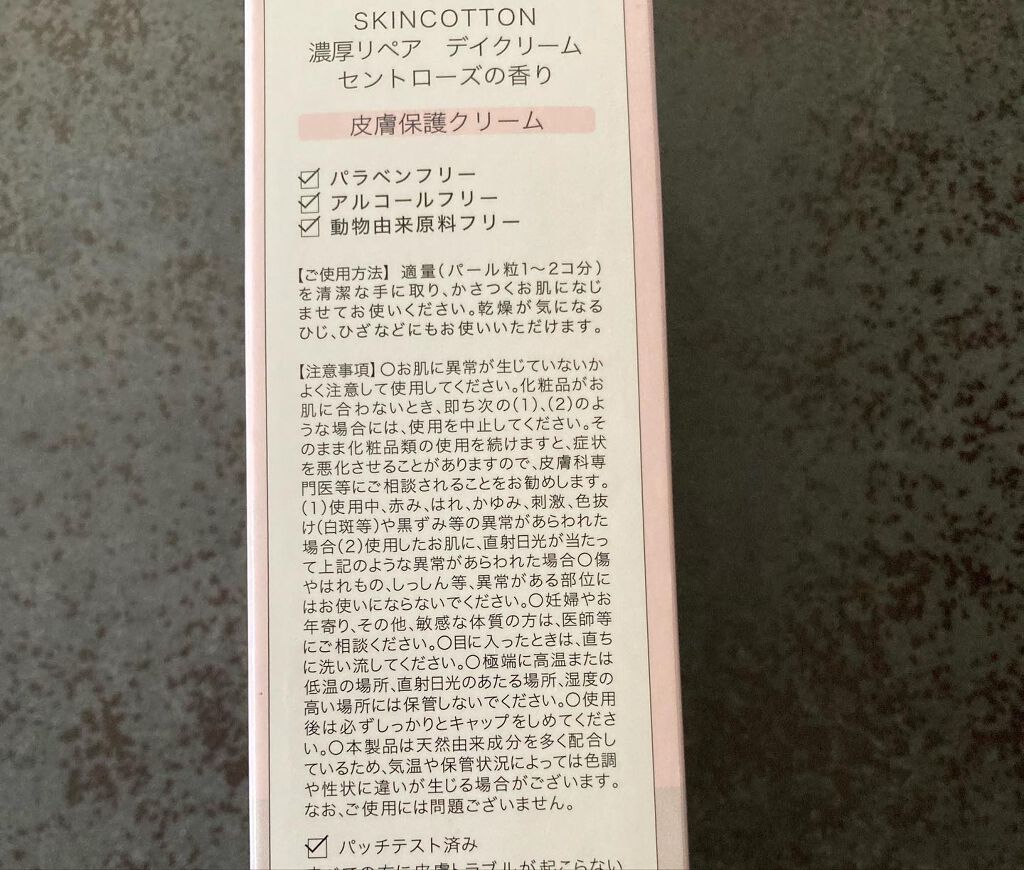 SKINCOTTON
濃厚リペア　デイクリーム
セントローズの香り
皮膚保護クリーム
パラベンフリー
アルコールフリー
動物由来原料フリー
【ご使用方法】 適量(パール粒1〜2コ分)
を清潔な手に取り、かさつくお肌になじ
ませてお使いください。乾燥が気になる
ひじ、ひざなどにもお使いいただけます。
【注意事項】〇お肌に異常が生じていないか
よく注意して使用してください。化粧品がお
肌に合わないとき、即ち次の(1)、(2)のよ
うな場合には、使用を中止してください。そ
のまま化粧品類の使用を続けますと、症状
を悪化させることがありますので、皮膚科専
門医等にご相談されることをお勧めします。
(1)使用中、赤み、はれ、かゆみ、刺激、色抜
け(白斑等)や黒ずみ等の異常があらわれた
場合(2)使用したお肌に、直射日光が当たっ
て上記のような異常があらわれた場合〇傷
やはれもの、しっしん等、異常がある部位に
はお使いにならないでください。〇妊婦やお
年寄り、その他、敏感な体質の方は、医師等
にご相談ください。〇目に入ったときは、直ち
に洗い流してください。〇極端に高温または
低温の場所、直射日光のあたる場所、湿度の
高い場所には保管しないでください。〇使用
後は必ずしっかりとキャップをしめてくださ
い。〇本製品は天然由来成分を多く配合し
ているため、気温や保管状況によっては色調
や性状に違いが生じる場合がございます。
なお、ご使用には問題ございません。
パッチテスト済み
すべての方に皮膚トラブルが起こらない